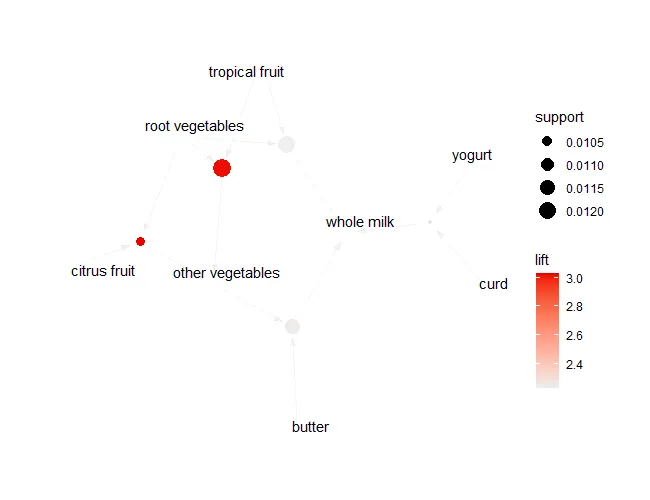 tropical fruit
root vegetables
yogurt
whole milk
citrus fruit
other vegetables
curd
butter
support
0.0105
0.0110
0.0115
0.0120
lift
3.0
2.8
2.6
2.4